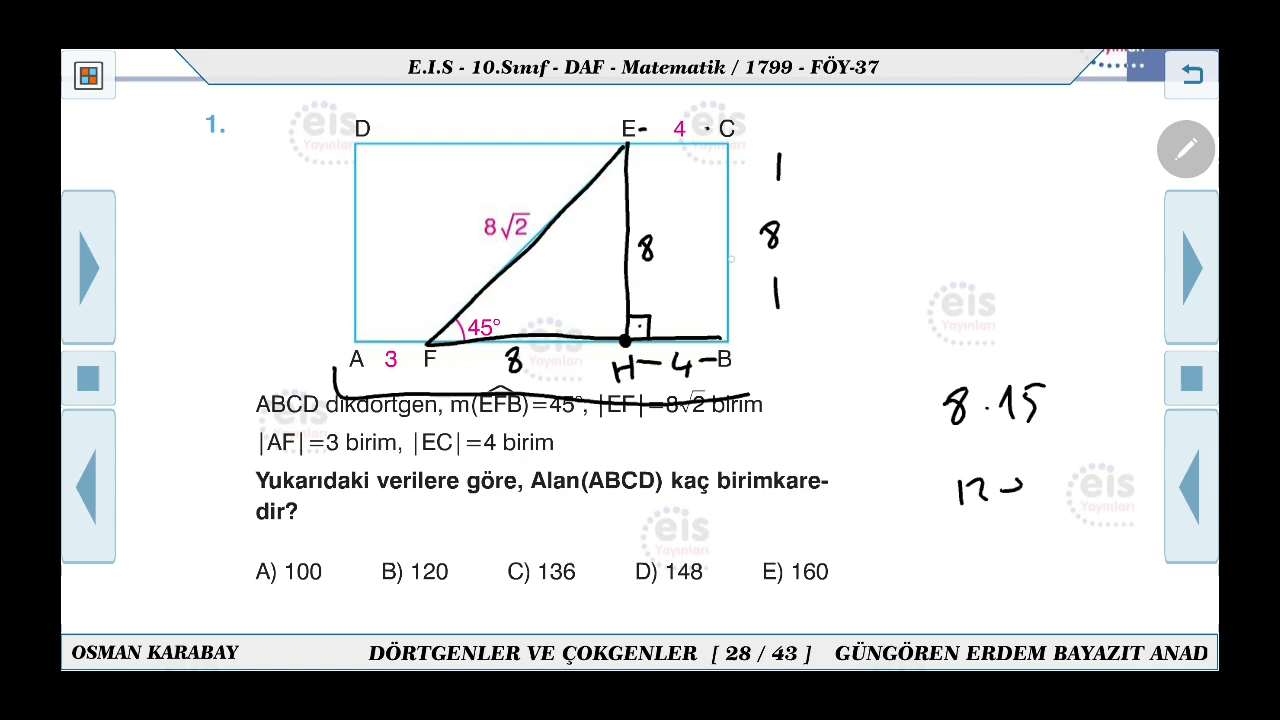 E.I.S - 10.Sınıf - DAF - Matematik / 1799 - FÖY-37
1.
eis
Yayınları
D E- 4 C
8√2
8
8
45°
A 3 F 8 H - 4 - B
ABCD dikdörtgen, m(EFB)=45°, |EF|=8√2 birim
|AF|=3 birim, |EC|=4 birim
Yukarıdaki verilere göre, Alan(ABCD) kaç birimkare-
dir?
8.15
A) 100 B) 120 C) 136 D) 148 E) 160
OSMAN KARABAY DÖRTGENLER VE ÇOKGENLER [ 28 / 43 ] GÜNGÖREN ERDEM BAYAZIT ANAD